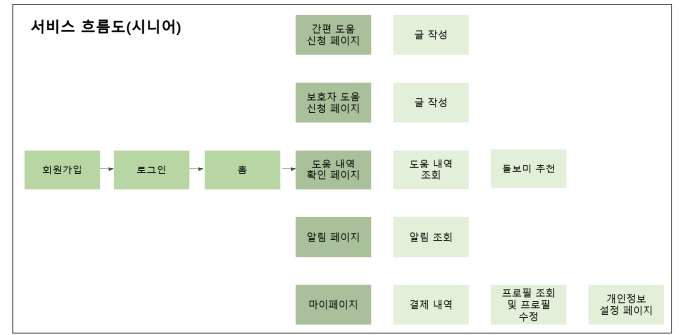 서비스 흐름도(시니어)
간편 도움
신청 페이지
글 작성
보호자 도움
신청 페이지
글 작성
회원가입
로그인
홈
도움 내역
확인 페이지
도움 내역
조회
돌보미 추천
알림 페이지
알림 조회
마이페이지
결제 내역
프로필 조회
및 프로필
수정
개인정보
설정 페이지